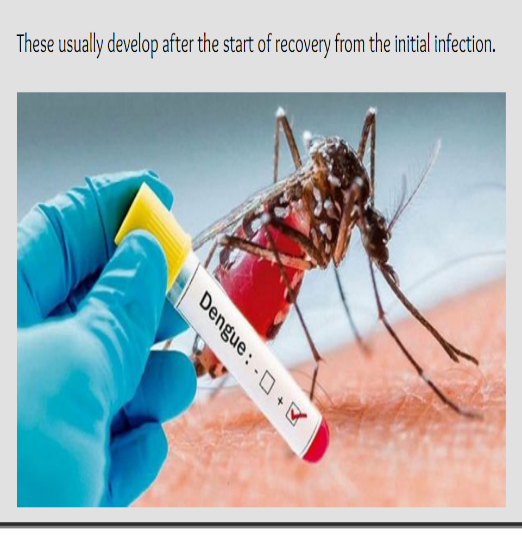 These usually develop after the start of recovery from the initial infection.
Dengue : - ☐ + ☑